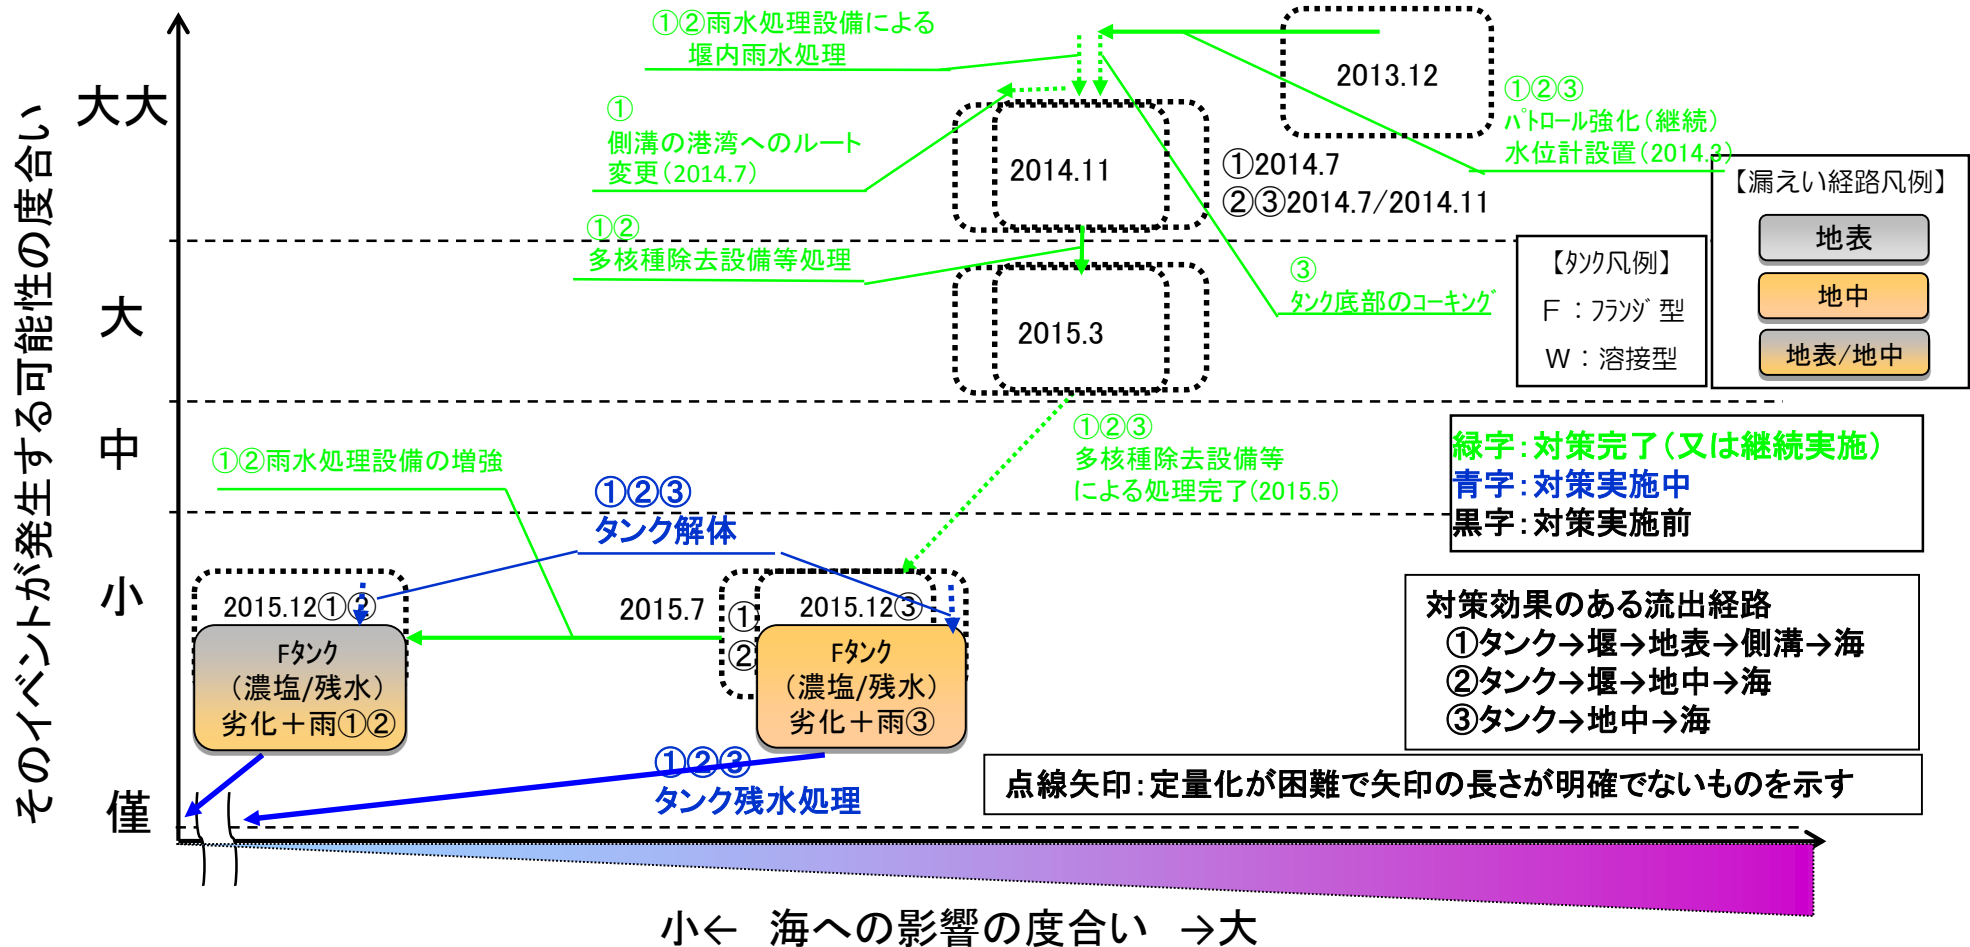 そのイベントが発生する可能性の度合い
大大
大
中
小
僅
①②雨水処理設備による
堰内雨水処理
①
側溝の港湾へのルート
変更(2014.7)
2013.12
①②③
ﾊﾟﾄﾛｰﾙ強化(継続)
水位計設置(2014.3)
2014.11
①2014.7
②③2014.7/2014.11
①②
多核種除去設備等処理
2015.3
③
ﾀﾝｸ底部のｺｰｷﾝｸﾞ
【ﾀﾝｸ凡例】
F：ﾌﾗﾝｼﾞ型
W：溶接型
【漏えい経路凡例】
地表
地中
地表/地中
①②雨水処理設備の増強
①②③
タンク解体
①②③
多核種除去設備等
による処理完了(2015.5)
緑字:対策完了(又は継続実施)
青字:対策実施中
黒字:対策実施前
2015.12①②
Fﾀﾝｸ
(濃塩/残水)
劣化＋雨①②
2015.7
①
②
2015.12③
Fﾀﾝｸ
(濃塩/残水)
劣化＋雨③
対策効果のある流出経路
①タンク→堰→地表→側溝→海
②タンク→堰→地中→海
③タンク→地中→海
①②③
タンク残水処理
点線矢印:定量化が困難で矢印の長さが明確でないものを示す
小← 海への影響の度合い →大